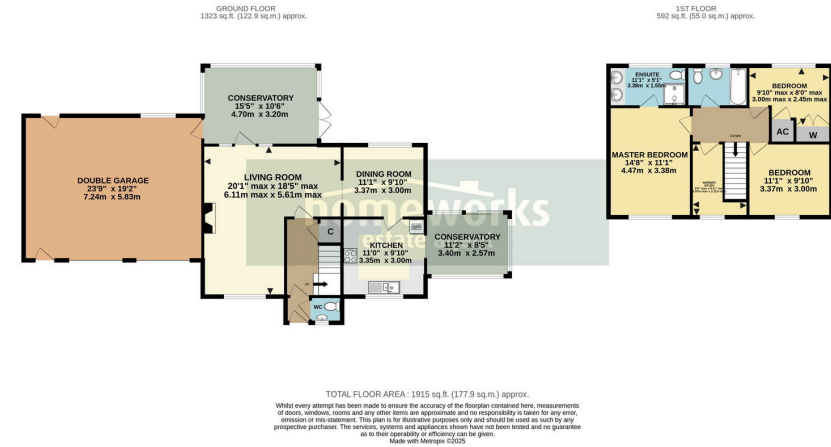 GROUND FLOOR
1323 sq.ft. (122.9 sq.m.) approx.
1ST FLOOR
592 sq.ft. (55.0 sq.m.) approx.
CONSERVATORY
15'5" x 10'6"
4.70m x 3.20m
DOUBLE GARAGE
23'9" x 19'2"
7.24m x 5.83m
LIVING ROOM
20'1" max x 18'5" max
6.11m max x 5.61m max
DINING ROOM
11'1" x 9'10"
3.37m x 3.00m
C
KITCHEN
11'0" x 9'10"
3.35m x 3.00m
CONSERVATORY
11'2" x 8'5"
3.40m x 2.57m
UP
WC
homeworks
estate
ENSUITE
11'1" x 5'1"
3.38m x 1.55m
BEDROOM
9'10" max x 8'0" max
3.00m max x 2.45m max
AC
W
DOWN
MASTER BEDROOM
14'8" x 11'1"
4.47m x 3.38m
BEDROOM
11'1" x 9'10"
3.37m x 3.00m
TOTAL FLOOR AREA : 1915 sq.ft. (177.9 sq.m.) approx.
Whilst every attempt has been made to ensure the accuracy of the floorplan contained here, measurements
of doors, windows, rooms and any other items are approximate and no responsibility is taken for any error,
omission or mis-statement. This plan is for illustrative purposes only and should be used as such by any
prospective purchaser. The services, systems and appliances shown have not been tested and no guarantee
as to their operability or efficiency can be given.
Made with Metropix ©2025